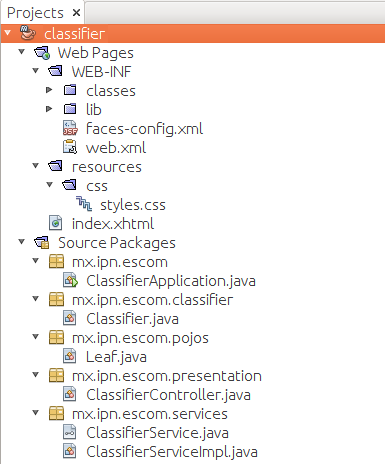 Projects
classifier
Web Pages
WEB-INF
classes
lib
faces-config.xml
web.xml
resources
css
styles.css
index.xhtml
Source Packages
mx.ipn.escom
ClassifierApplication.java
mx.ipn.escom.classifier
Classifier.java
mx.ipn.escom.pojos
Leaf.java
mx.ipn.escom.presentation
ClassifierController.java
mx.ipn.escom.services
ClassifierService.java
ClassifierServiceImpl.java